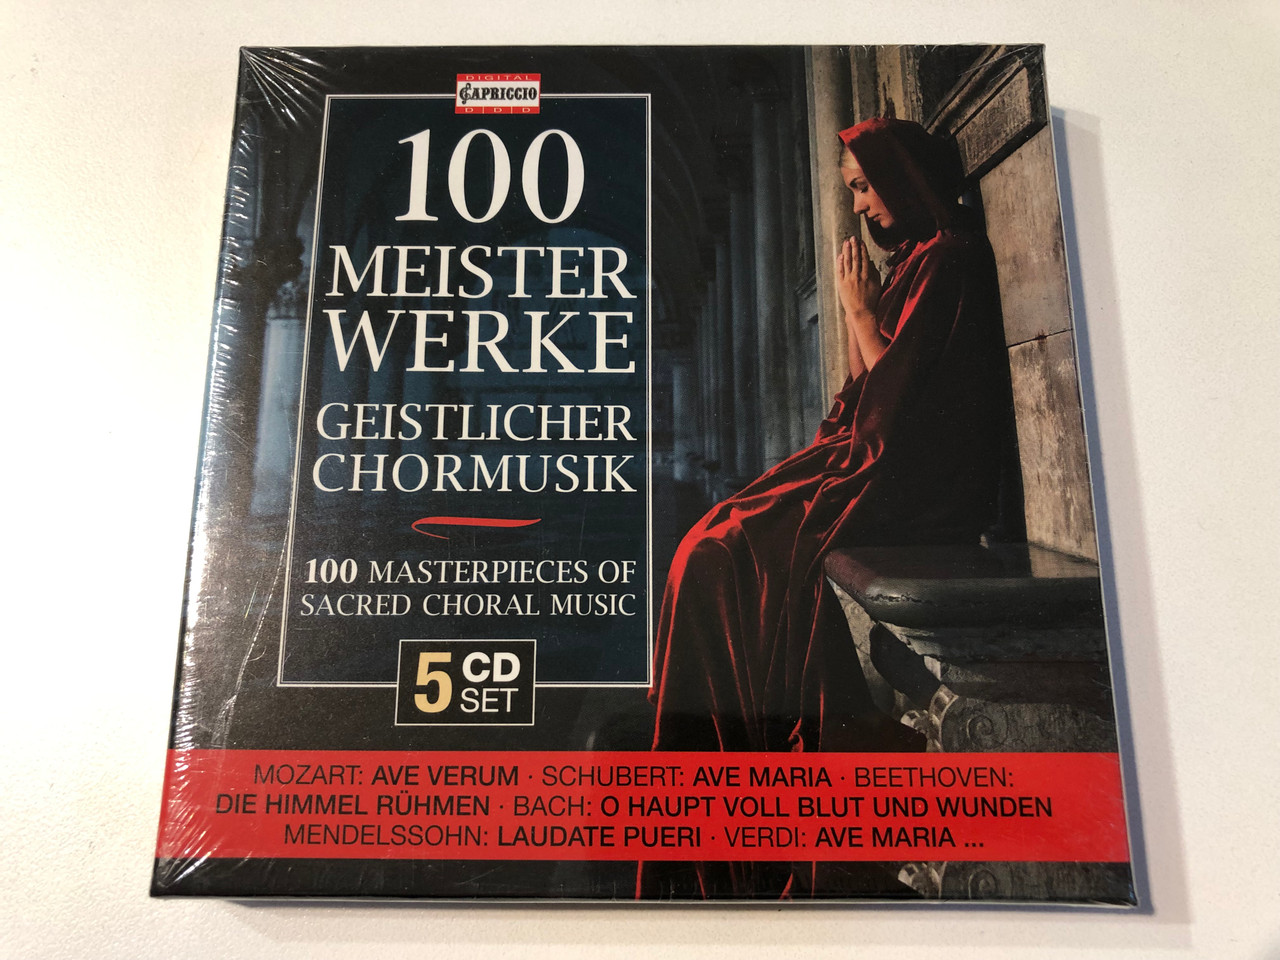 DIGITAL
CAPRICCIO
D|D|D
100
MEISTER
WERKE
GEISTLICHER
CHORMUSIK
100 MASTERPIECES OF
SACRED CHORAL MUSIC
5 CD
SET
MOZART: AVE VERUM · SCHUBERT: AVE MARIA · BEETHOVEN:
DIE HIMMEL RÜHMEN · BACH: O HAUPT VOLL BLUT UND WUNDEN
MENDELSSOHN: LAUDATE PUERI · VERDI: AVE MARIA ...